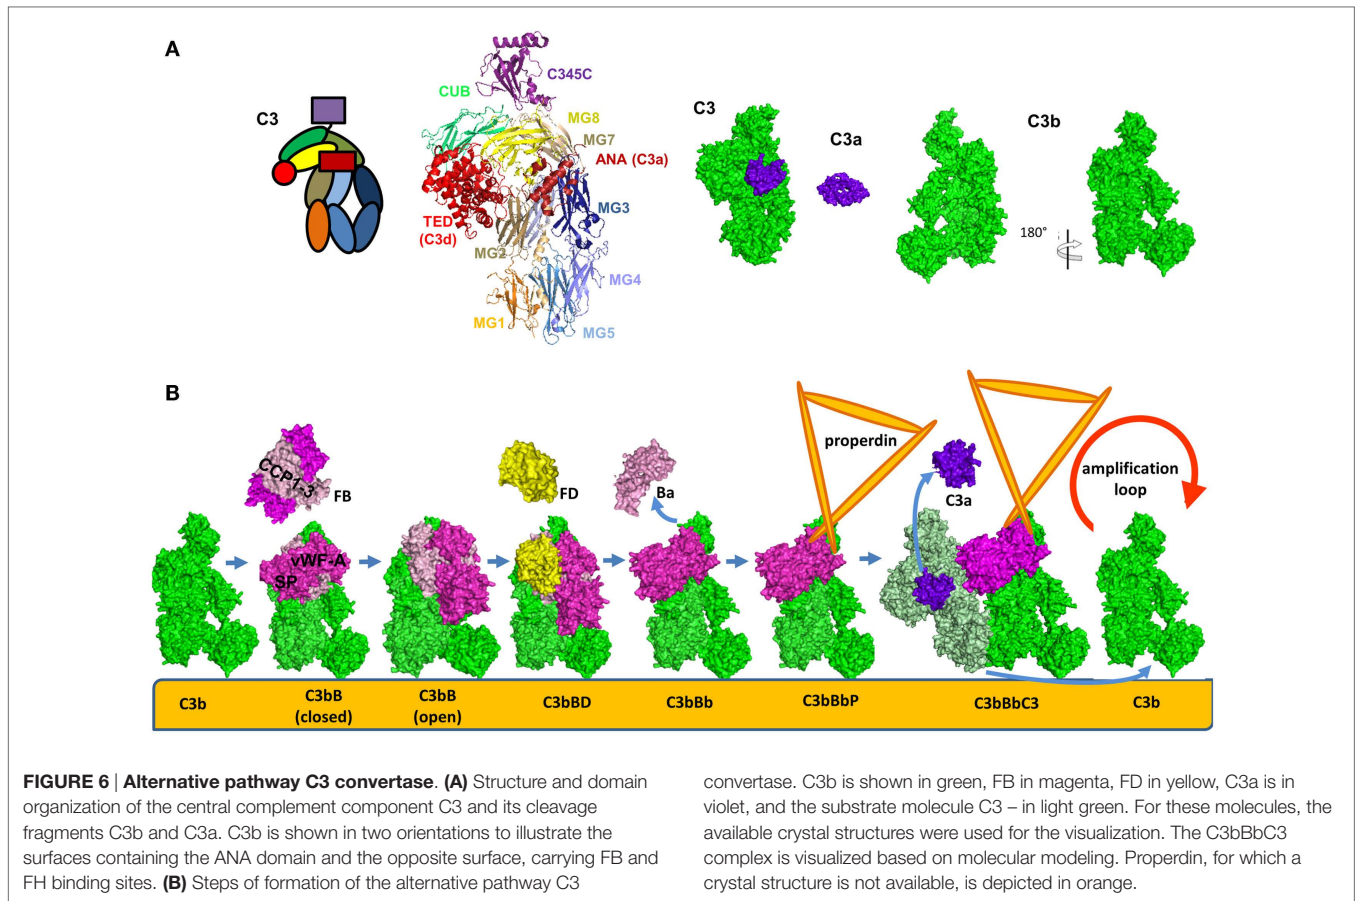 A
C3
C345C
CUB
MG8
MG7
ANA (C3a)
TED
(C3d)
MG3
MG2
MG4
MG1
MG5
C3
C3a
C3b
180°
B
CCP1-3
FB
vWF-A
SP
FD
Ba
properdin
C3a
amplification
loop
C3b
C3bB
(closed)
C3bB
(open)
C3bBD
C3bBb
C3bBbP
C3bBbC3
C3b
FIGURE 6 | Alternative pathway C3 convertase. (A) Structure and domain
organization of the central complement component C3 and its cleavage
fragments C3b and C3a. C3b is shown in two orientations to illustrate the
surfaces containing the ANA domain and the opposite surface, carrying FB and
FH binding sites. (B) Steps of formation of the alternative pathway C3
convertase. C3b is shown in green, FB in magenta, FD in yellow, C3a is in
violet, and the substrate molecule C3 – in light green. For these molecules, the
available crystal structures were used for the visualization. The C3bBbC3
complex is visualized based on molecular modeling. Properdin, for which a
crystal structure is not available, is depicted in orange.